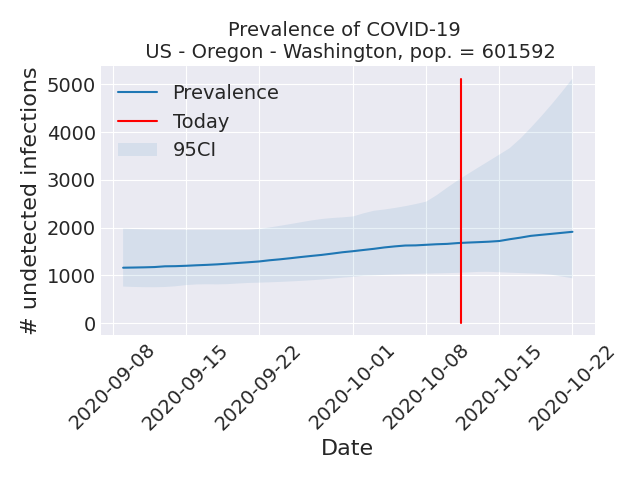 Prevalence of COVID-19
US - Oregon - Washington, pop. = 601592
# undetected infections
5000
4000
3000
2000
1000
0
Prevalence
Today
95CI
2020-09-08
2020-09-15
2020-09-22
2020-10-01
2020-10-08
2020-10-15
2020-10-22
Date